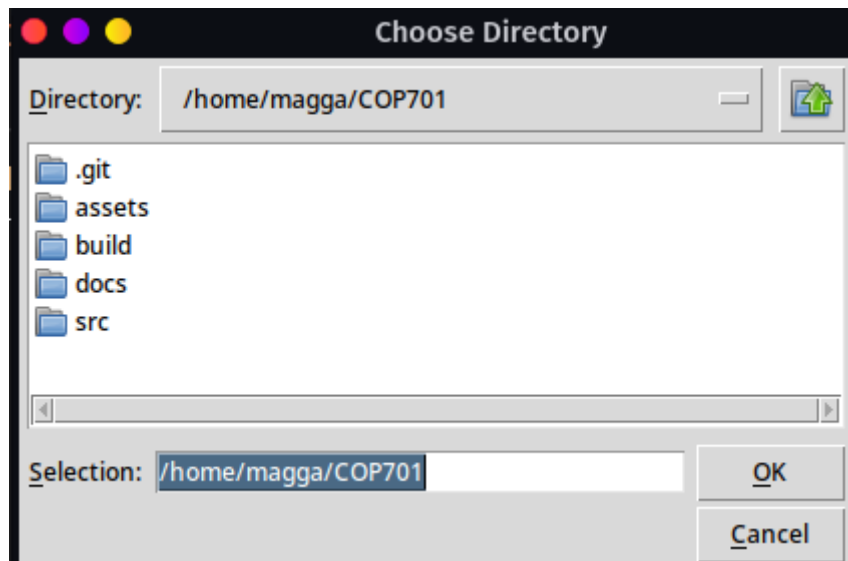 Choose Directory
Directory: /home/magga/COP701
.git
assets
build
docs
src
Selection: /home/magga/COP701
OK
Cancel